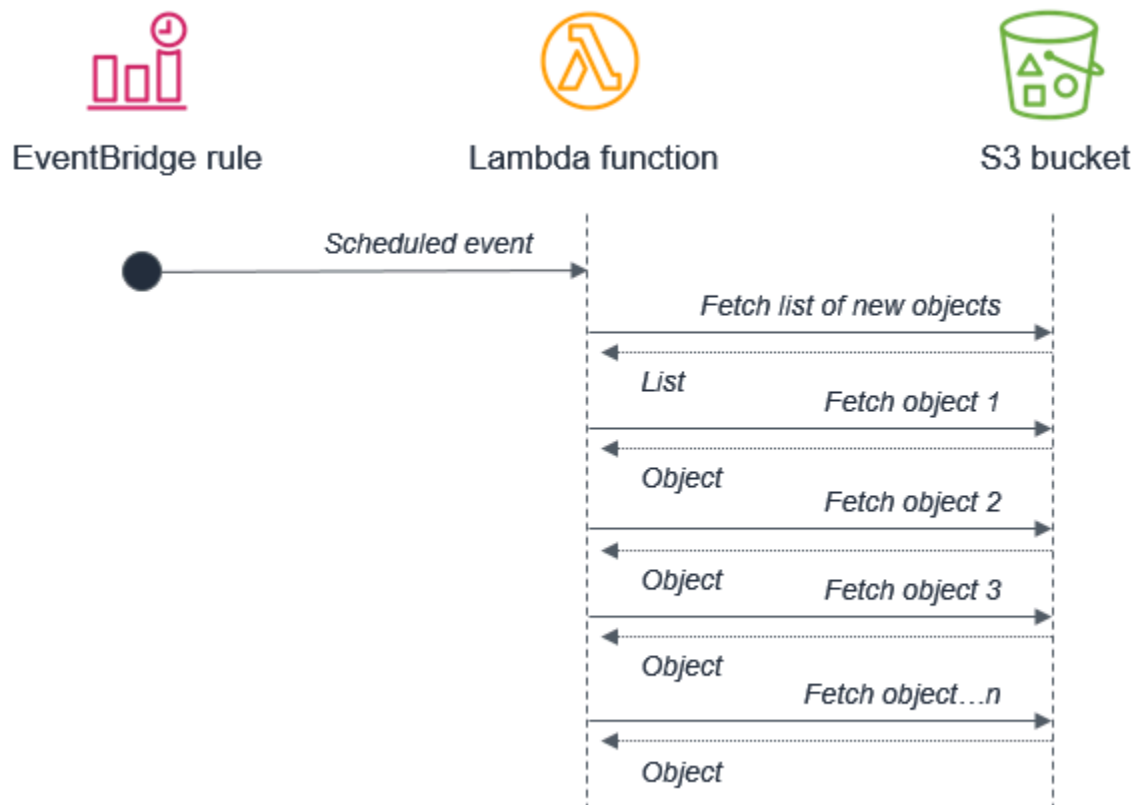 EventBridge rule
Lambda function
S3 bucket
Scheduled event
Fetch list of new objects
List
Fetch object 1
Object
Fetch object 2
Object
Fetch object 3
Object
Fetch object…n
Object